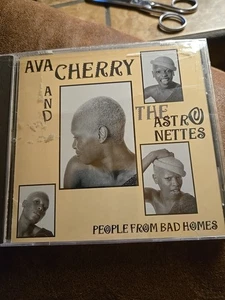 AVA CHERRY
AND
THE ASTRO
NETTES
PEOPLE FROM BAD HOMES